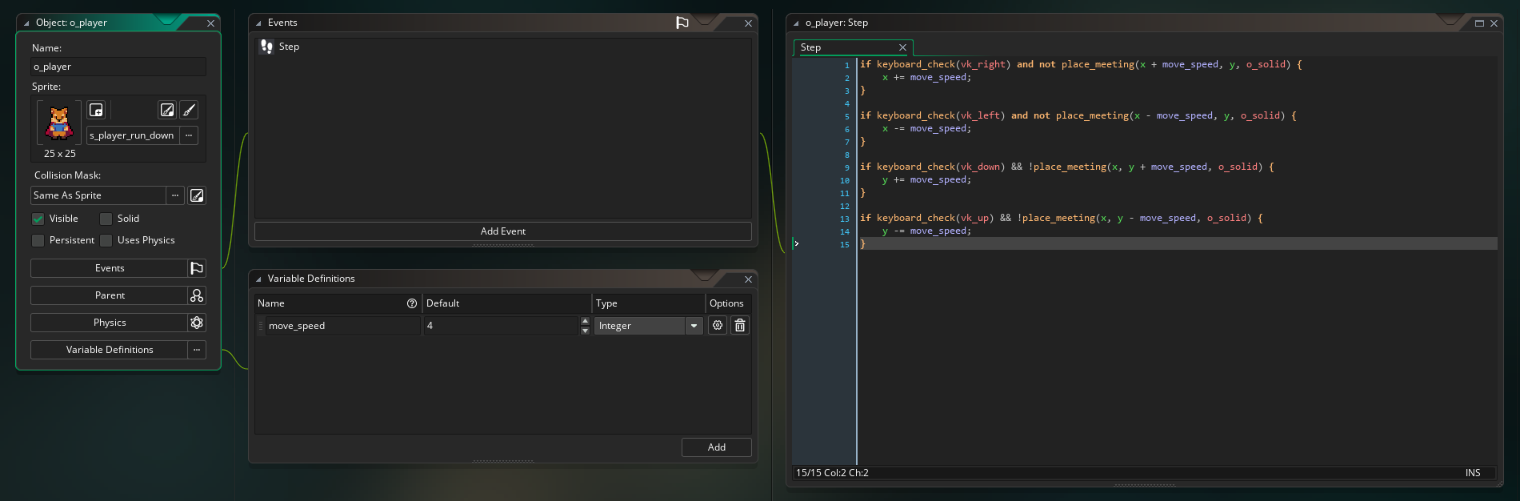 Object: o_player
Name:
o_player
Sprite:
s_player_run_down
25 x 25
Collision Mask:
Same As Sprite
Visible
Solid
Persistent
Uses Physics
Events
Parent
Physics
Variable Definitions
Events
Step
Add Event
Variable Definitions
Name
Default
Type
Options
move_speed
4
Integer
Add
o_player: Step
Step
1 if keyboard_check(vk_right) and not place_meeting(x + move_speed, y, o_solid) {
2 x += move_speed;
3 }
4
5 if keyboard_check(vk_left) and not place_meeting(x - move_speed, y, o_solid) {
6 x -= move_speed;
7 }
8
9 if keyboard_check(vk_down) && !place_meeting(x, y + move_speed, o_solid) {
10 y += move_speed;
11 }
12
13 if keyboard_check(vk_up) && !place_meeting(x, y - move_speed, o_solid) {
14 y -= move_speed;
15 }
15/15 Col:2 Ch:2
INS